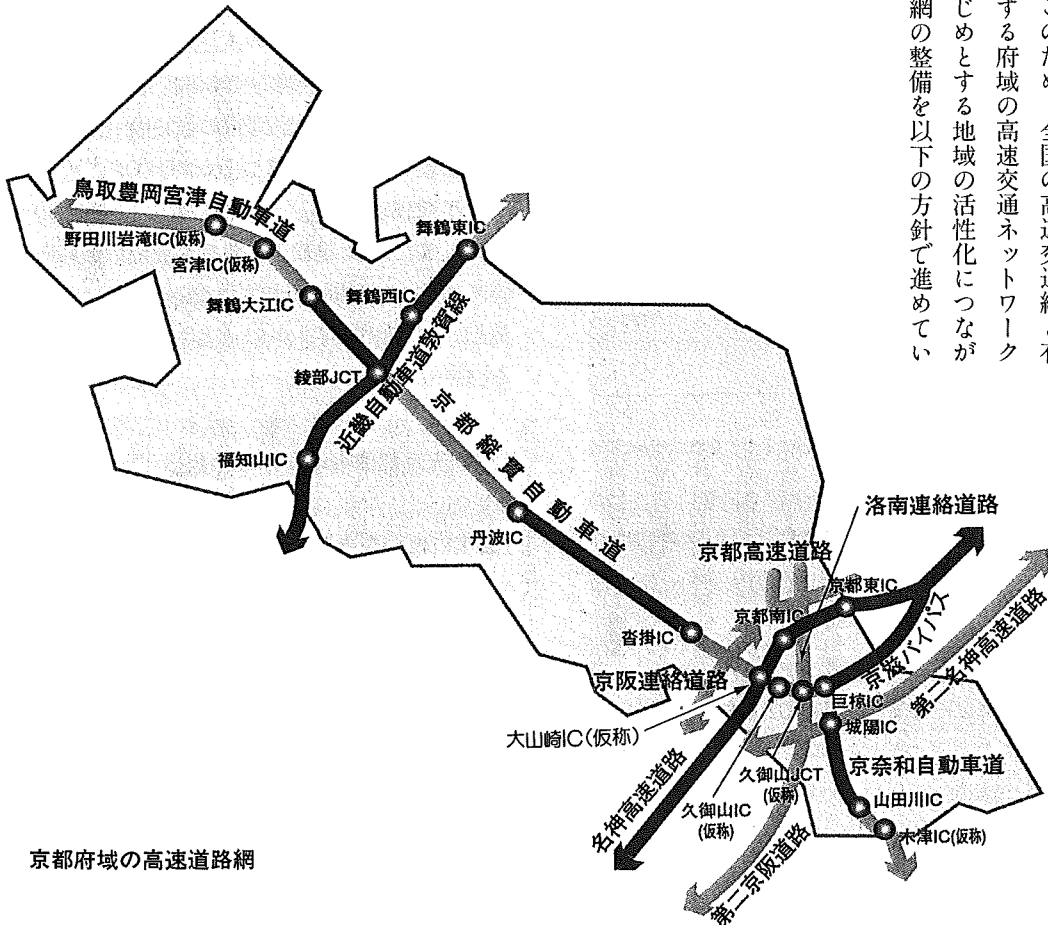 する府域の高速交通ネットワーク
じめとする地域の活性化につなが
網の整備を以下の方針で進めてい
鳥取豊岡宮津自動車道
野田川岩滝IC(仮称)
宮津IC(仮称)
舞鶴大江IC
舞鶴東IC
舞鶴西IC
綾部JCT
近畿自動車道敦賀線
福知山IC
京都縦貫自動車道
丹波IC
沓掛IC
洛南連絡道路
京都高速道路
京都東IC
京都南IC
京滋バイパス
第二名神高速道路
京阪連絡道路
大山崎IC(仮称)
巨椋IC
城陽IC
久御山JCT
(仮称)
久御山IC
(仮称)
京奈和自動車道
山田川IC
木津IC(仮称)
名神高速道路
第二京阪道路
京都府域の高速道路網